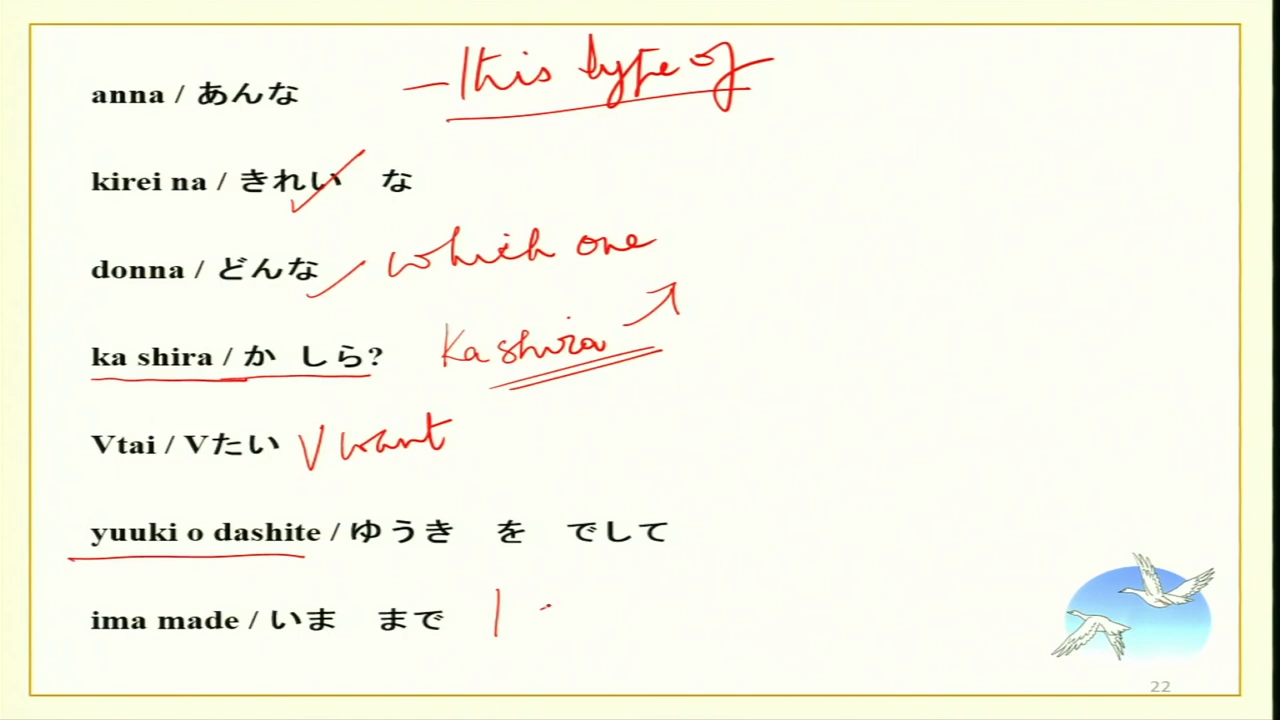 anna / あんな – this type of
kirei na / きれい な
donna / どんな which one
ka shira / か しら? Ka shira
Vtai / Vたい V want
yuuki o dashite / ゆうき を でして
ima made / いま まで
22